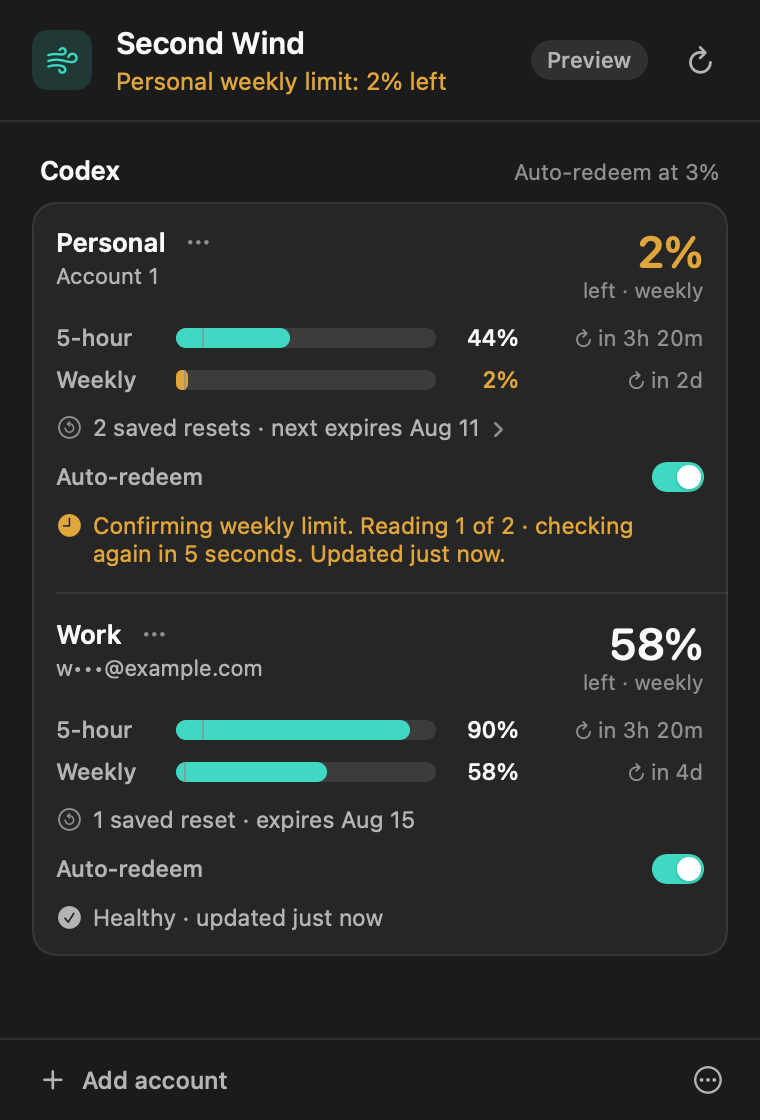 Second Wind
Personal weekly limit: 2% left
Preview
Codex
Auto-redeem at 3%
Personal ···
Account 1
2%
left · weekly
5-hour 44% in 3h 20m
Weekly 2% in 2d
2 saved resets · next expires Aug 11 >
Auto-redeem
Confirming weekly limit. Reading 1 of 2 · checking
again in 5 seconds. Updated just now.
Work ···
w•••@example.com
58%
left · weekly
5-hour 90% in 3h 20m
Weekly 58% in 4d
1 saved reset · expires Aug 15
Auto-redeem
Healthy · updated just now
+ Add account